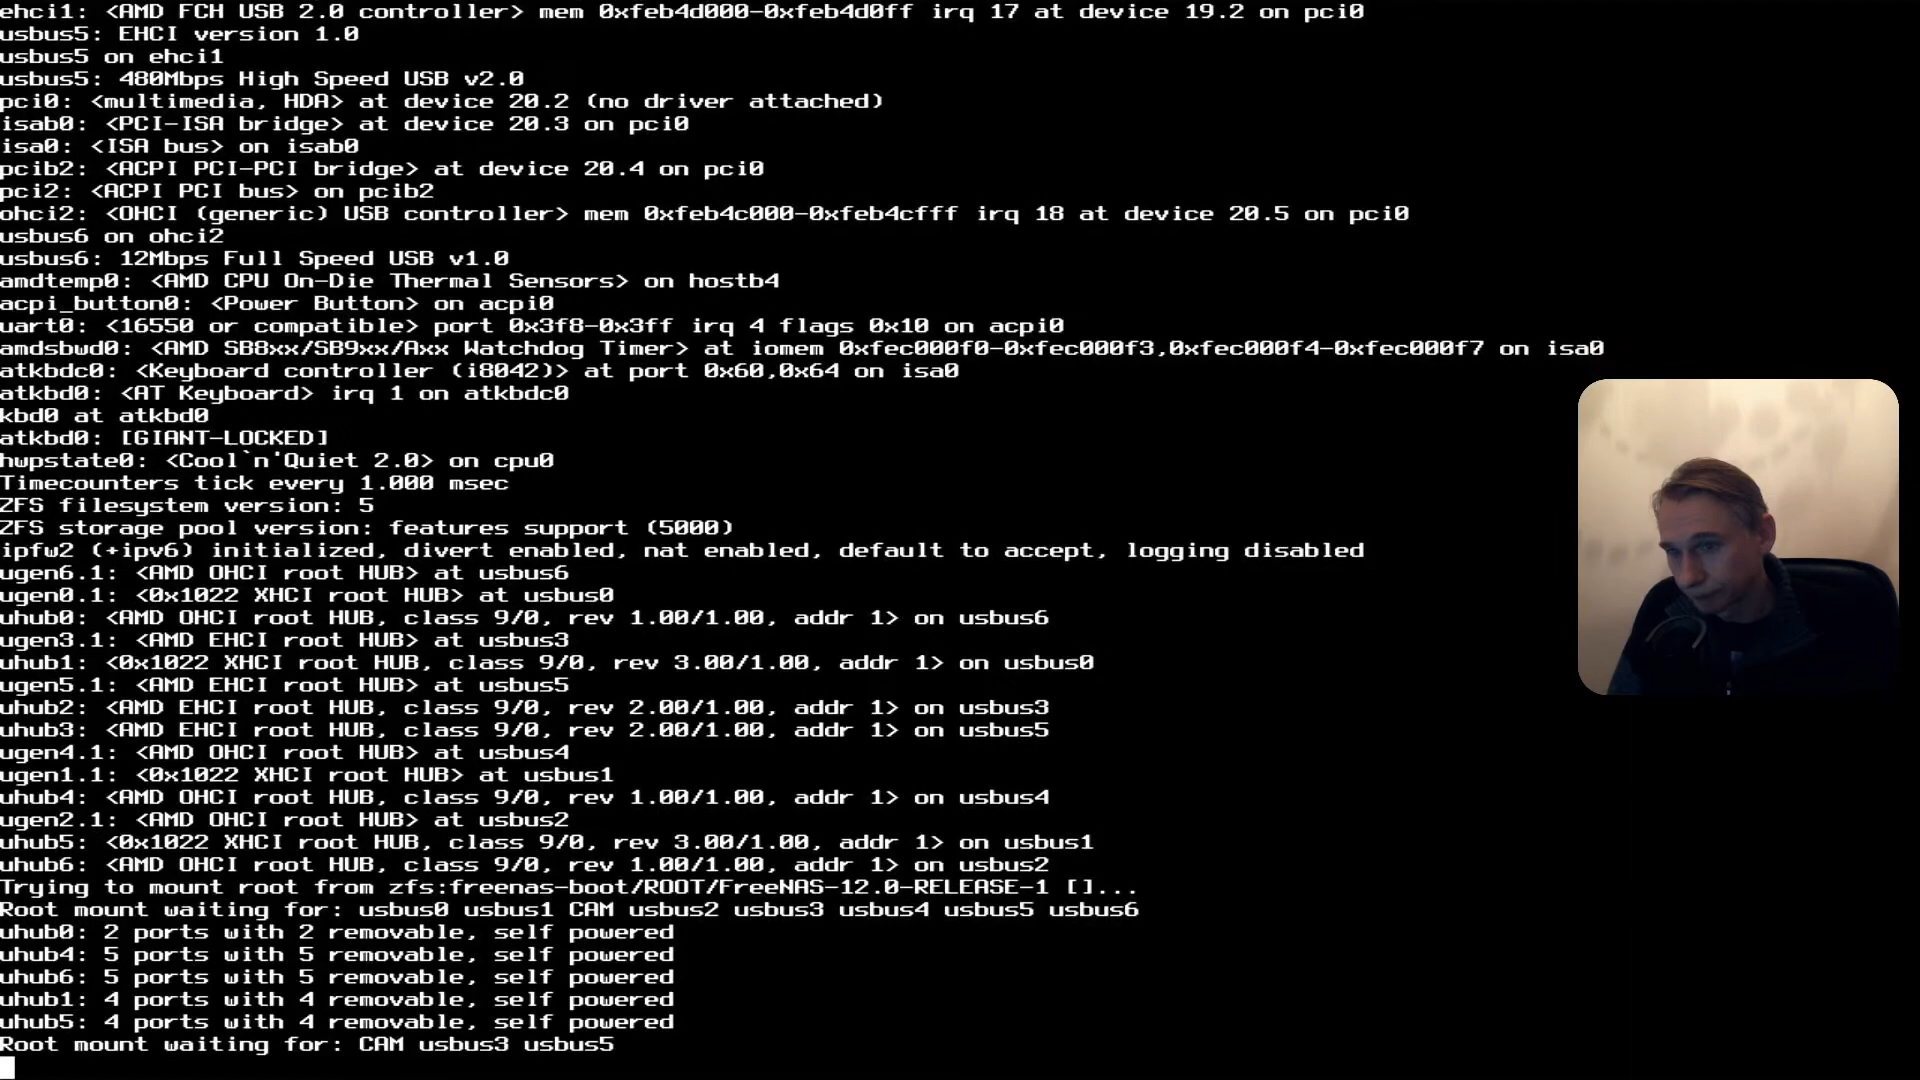 ehci1: <AMD FCH USB 2.0 controller> mem 0xfeb4d000-0xfeb4d0ff irq 17 at device 19.2 on pci0
usbus5: EHCI version 1.0
usbus5 on ehci1
usbus5: 480Mbps High Speed USB v2.0
pci0: <multimedia, HDA> at device 20.2 (no driver attached)
isab0: <PCI-ISA bridge> at device 20.3 on pci0
isa0: <ISA bus> on isab0
pcib2: <ACPI PCI-PCI bridge> at device 20.4 on pci0
pci2: <ACPI PCI bus> on pcib2
ohci2: <OHCI (generic) USB controller> mem 0xfeb4c000-0xfeb4cfff irq 18 at device 20.5 on pci0
usbus6 on ohci2
usbus6: 12Mbps Full Speed USB v1.0
amdtemp0: <AMD CPU On-Die Thermal Sensors> on hostb4
acpi_button0: <Power Button> on acpi0
uart0: <16550 or compatible> port 0x3f8-0x3ff irq 4 flags 0x10 on acpi0
amdsbwd0: <AMD SB8xx/SB9xx/Axx Watchdog Timer> at iomem 0xfec000f0-0xfec000f3,0xfec000f4-0xfec000f7 on isa0
atkbdc0: <Keyboard controller (i8042)> at port 0x60,0x64 on isa0
atkbd0: <AT Keyboard> irq 1 on atkbdc0
kbd0 at atkbd0
atkbd0: [GIANT-LOCKED]
hwpstate0: <Cool`n'Quiet 2.0> on cpu0
Timecounters tick every 1.000 msec
ZFS filesystem version: 5
ZFS storage pool version: features support (5000)
ipfw2 (+ipv6) initialized, divert enabled, nat enabled, default to accept, logging disabled
ugen6.1: <AMD OHCI root HUB> at usbus6
ugen0.1: <0x1022 XHCI root HUB> at usbus0
uhub0: <AMD OHCI root HUB, class 9/0, rev 1.00/1.00, addr 1> on usbus6
ugen3.1: <AMD EHCI root HUB> at usbus3
uhub1: <0x1022 XHCI root HUB, class 9/0, rev 3.00/1.00, addr 1> on usbus0
ugen5.1: <AMD EHCI root HUB> at usbus5
uhub2: <AMD EHCI root HUB, class 9/0, rev 2.00/1.00, addr 1> on usbus3
uhub3: <AMD EHCI root HUB, class 9/0, rev 2.00/1.00, addr 1> on usbus5
ugen4.1: <AMD OHCI root HUB> at usbus4
ugen1.1: <0x1022 XHCI root HUB> at usbus1
uhub4: <AMD OHCI root HUB, class 9/0, rev 1.00/1.00, addr 1> on usbus4
ugen2.1: <AMD OHCI root HUB> at usbus2
uhub5: <0x1022 XHCI root HUB, class 9/0, rev 3.00/1.00, addr 1> on usbus1
uhub6: <AMD OHCI root HUB, class 9/0, rev 1.00/1.00, addr 1> on usbus2
Trying to mount root from zfs:freenas-boot/ROOT/FreeNAS-12.0-RELEASE-1 []...
Root mount waiting for: usbus0 usbus1 CAM usbus2 usbus3 usbus4 usbus5 usbus6
uhub0: 2 ports with 2 removable, self powered
uhub4: 5 ports with 5 removable, self powered
uhub6: 5 ports with 5 removable, self powered
uhub1: 4 ports with 4 removable, self powered
uhub5: 4 ports with 4 removable, self powered
Root mount waiting for: CAM usbus3 usbus5